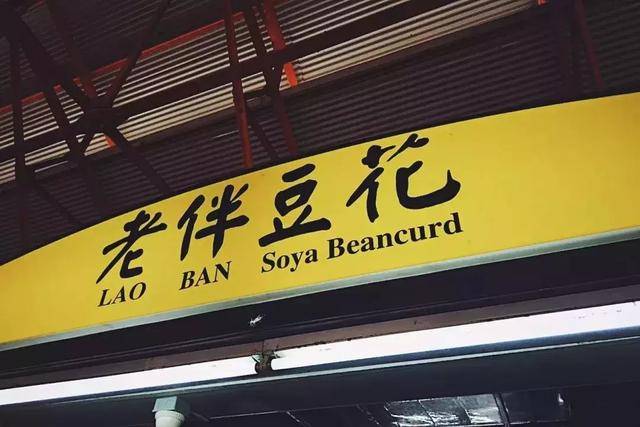 老伴豆花
LAO BAN Soya Beancurd